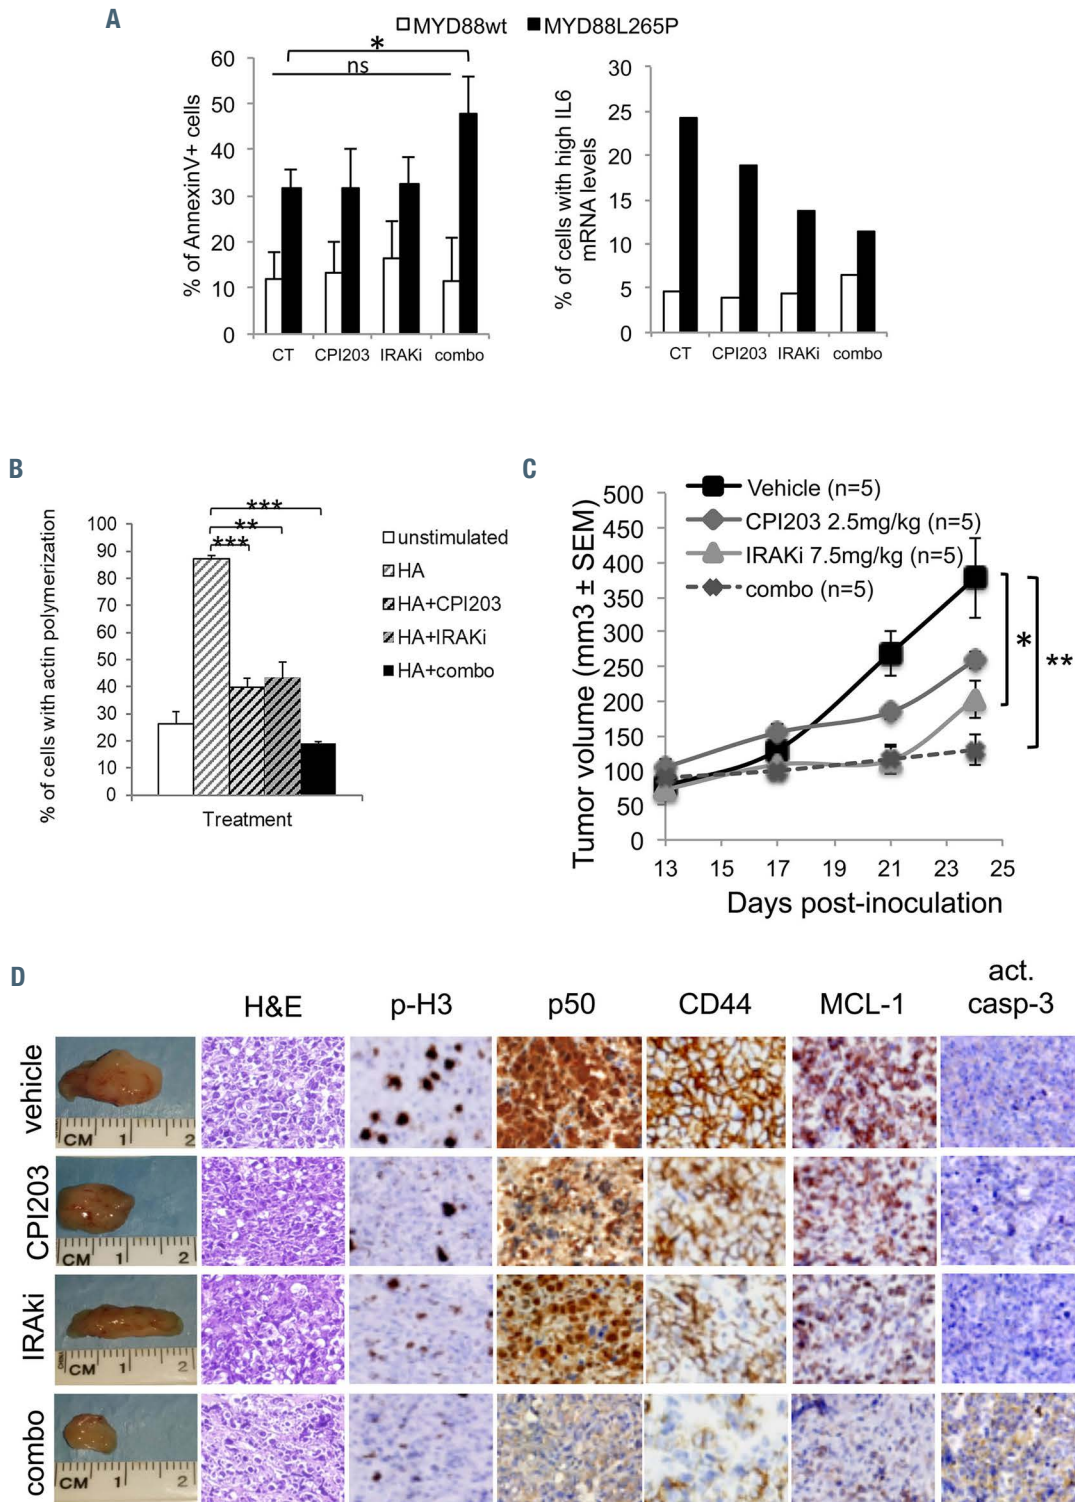 A
MYD88wt MYD88L265P
% of AnnexinV+ cells
60
50
40
30
20
10
0
*
ns
CT CPI203 IRAKi combo
% of cells with high IL6
mRNA levels
30
25
20
15
10
5
0
CT CPI203 IRAKi combo
B
% of cells with actin polymerization
100
90
80
70
60
50
40
30
20
10
0
***
**
***
Treatment
unstimulated
HA
HA+CPI203
HA+IRAKi
HA+combo
C
Tumor volume (mm3 ± SEM)
500
450
400
350
300
250
200
150
100
50
0
Vehicle (n=5)
CPI203 2.5mg/kg (n=5)
IRAKi 7.5mg/kg (n=5)
combo (n=5)
*
**
13 15 17 19 21 23 25
Days post-inoculation
D
H&E p-H3 p50 CD44 MCL-1 act.
casp-3
vehicle
CM 1 2
CPI203
CM 1 2
IRAki
CM 1 2
combo
CM 1 2